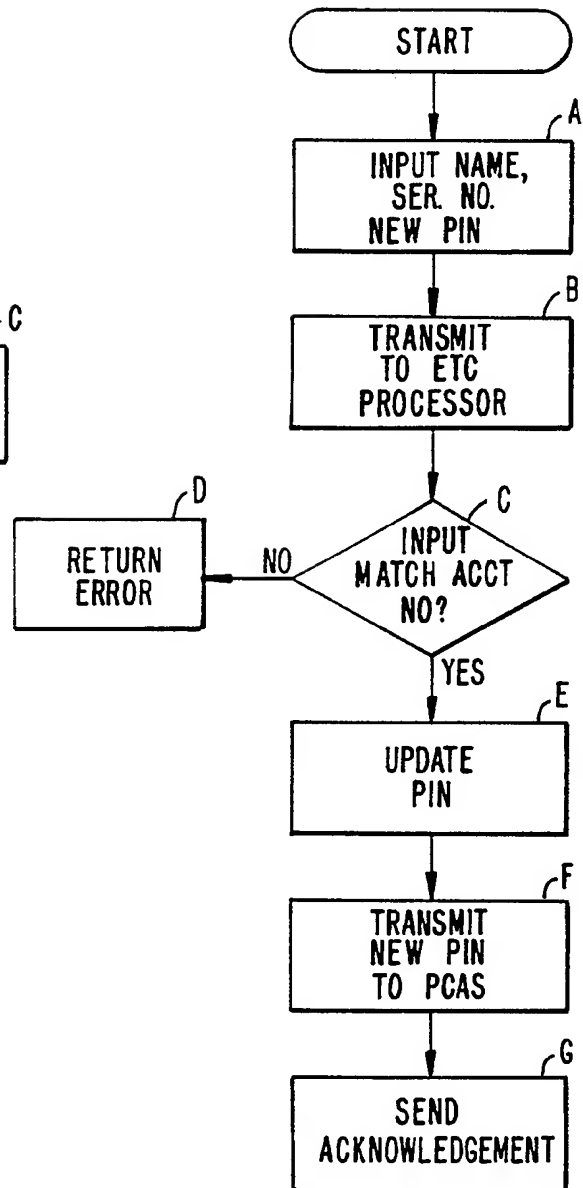 START
A
INPUT NAME,
SER. NO.
NEW PIN
B
TRANSMIT
TO ETC
PROCESSOR
C
C
INPUT
MATCH ACCT
NO?
D
RETURN
ERROR
NO
YES
E
UPDATE
PIN
F
TRANSMIT
NEW PIN
TO PCAS
G
SEND
ACKNOWLEDGEMENT